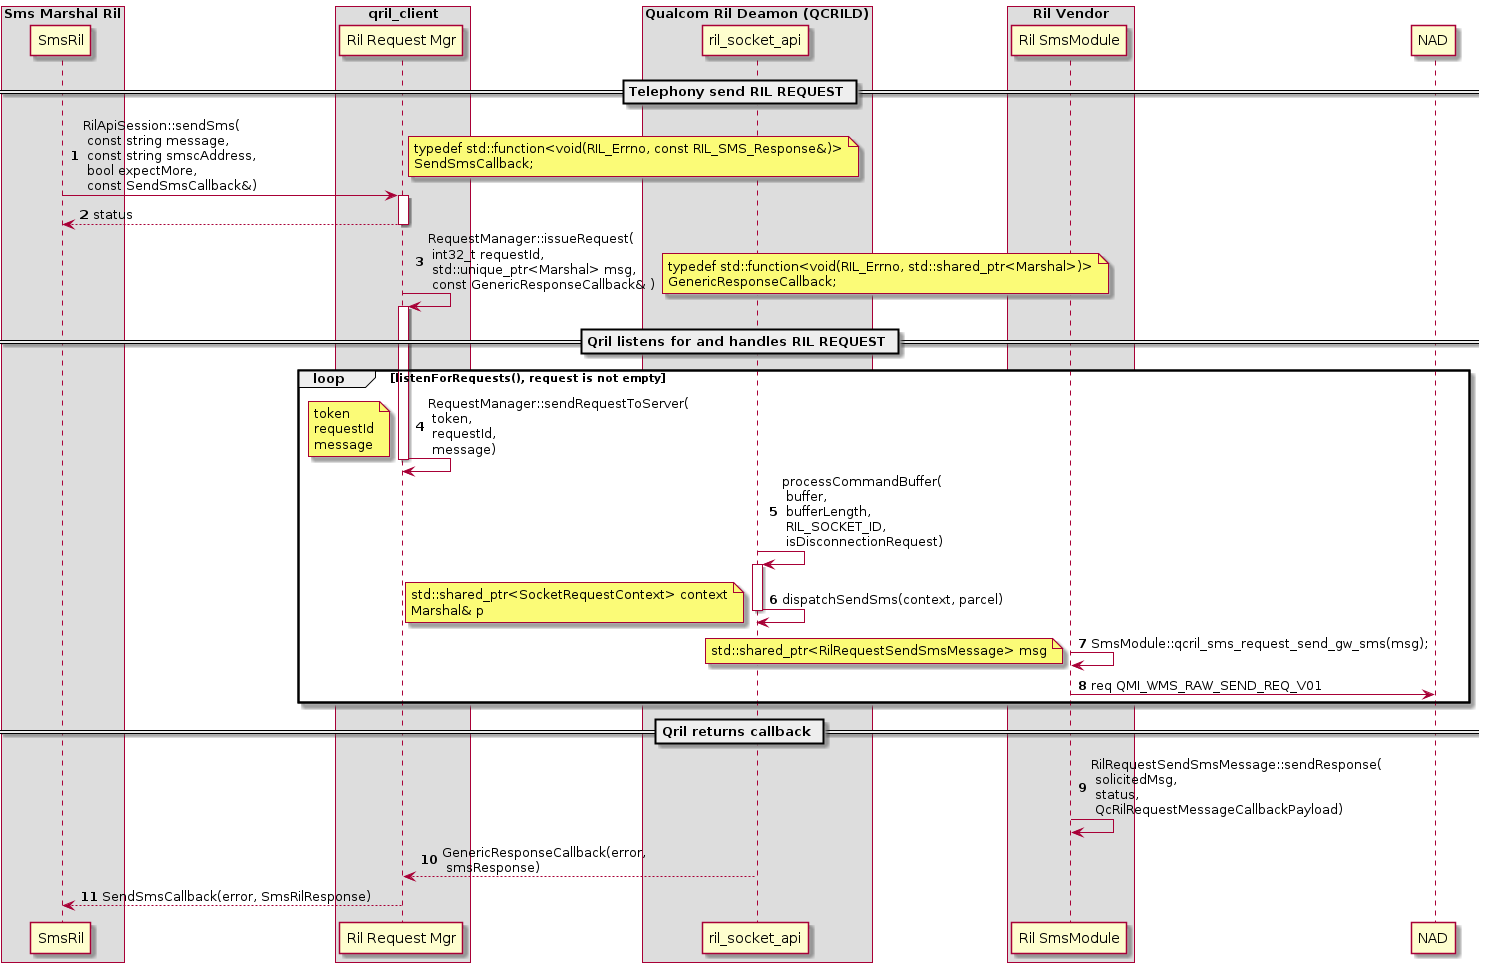 Sms Marshal Ril
qril_client
Qualcom Ril Deamon (QCRILD)
Ril Vendor
SmsRil
Ril Request Mgr
ril_socket_api
Ril SmsModule
NAD
Telephony send RIL REQUEST
1 RilApiSession::sendSms(
const string message,
const string smscAddress,
bool expectMore,
const SendSmsCallback&)
typedef std::function<void(RIL_Errno, const RIL_SMS_Response&)>
SendSmsCallback;
2 status
3 RequestManager::issueRequest(
int32_t requestId,
std::unique_ptr<Marshal> msg,
const GenericResponseCallback& )
typedef std::function<void(RIL_Errno, std::shared_ptr<Marshal>)>
GenericResponseCallback;
Qril listens for and handles RIL REQUEST
loop [listenForRequests(), request is not empty]
token
requestId
message
4 RequestManager::sendRequestToServer(
token,
requestId,
message)
5 processCommandBuffer(
buffer,
bufferLength,
RIL_SOCKET_ID,
isDisconnectionRequest)
std::shared_ptr<SocketRequestContext> context
Marshal& p
6 dispatchSendSms(context, parcel)
std::shared_ptr<RilRequestSendSmsMessage> msg
7 SmsModule::qcril_sms_request_send_gw_sms(msg);
8 req QMI_WMS_RAW_SEND_REQ_V01
Qril returns callback
9 RilRequestSendSmsMessage::sendResponse(
solicitedMsg,
status,
QcRilRequestMessageCallbackPayload)
10 GenericResponseCallback(error,
smsResponse)
11 SendSmsCallback(error, SmsRilResponse)
SmsRil
Ril Request Mgr
ril_socket_api
Ril SmsModule
NAD